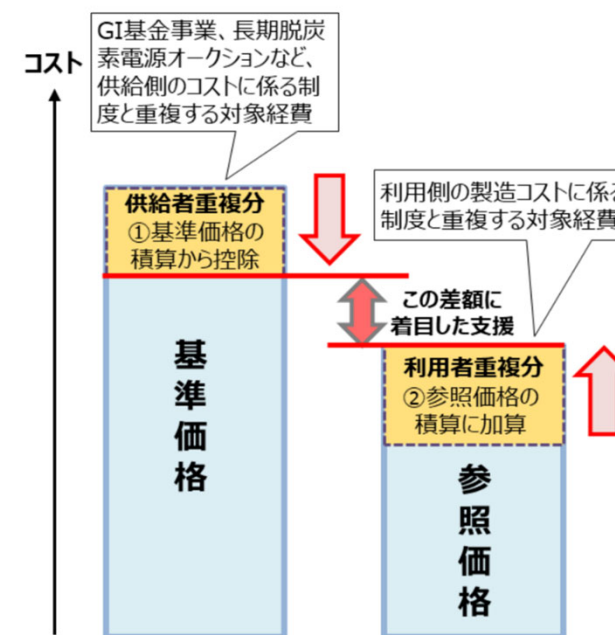 コスト
GI基金事業、長期脱炭
素電源オークションなど、
供給側のコストに係る制
度と重複する対象経費
供給者重複分
①基準価格の
積算から控除
基準価格
利用側の製造コストに係
制度と重複する対象経費
この差額に
着目した支援
利用者重複分
②参照価格の
積算に加算
参照価格